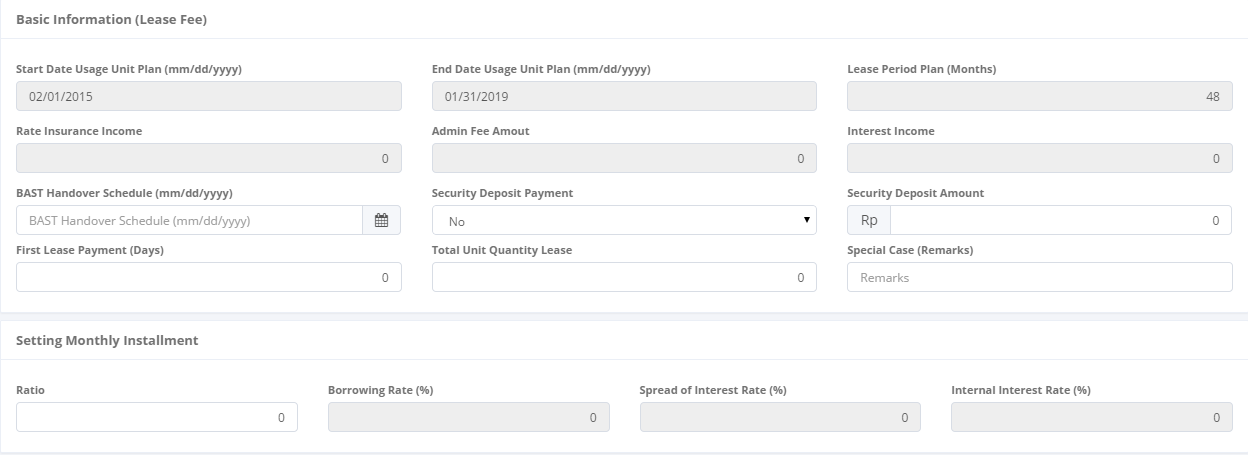 Basic Information (Lease Fee)
Start Date Usage Unit Plan (mm/dd/yyyy) End Date Usage Unit Plan (mm/dd/yyyy) Lease Period Plan (Months)
02/01/2015 01/31/2019 48
Rate Insurance Income Admin Fee Amout Interest Income
0 0 0
BAST Handover Schedule (mm/dd/yyyy) Security Deposit Payment Security Deposit Amount
BAST Handover Schedule (mm/dd/yyyy) No Rp 0
First Lease Payment (Days) Total Unit Quantity Lease Special Case (Remarks)
0 0 Remarks
Setting Monthly Installment
Ratio Borrowing Rate (%) Spread of Interest Rate (%) Internal Interest Rate (%)
0 0 0 0